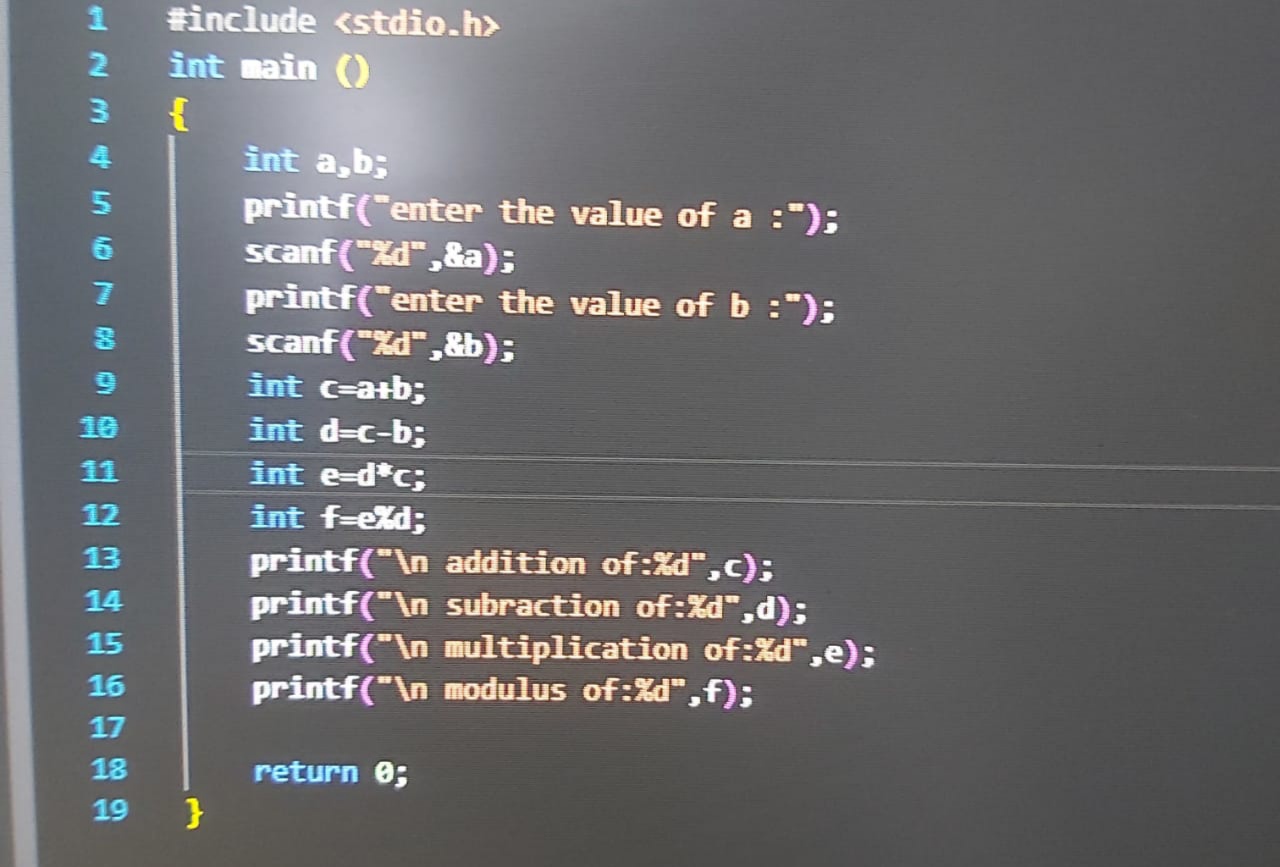 1 #include <stdio.h>
2 int main ()
3 {
4 int a,b;
5 printf("enter the value of a :");
6 scanf("%d",&a);
7 printf("enter the value of b :");
8 scanf("%d",&b);
9 int c=a+b;
10 int d=c-b;
11 int e=d*c;
12 int f=e%d;
13 printf("\n addition of:%d",c);
14 printf("\n subraction of:%d",d);
15 printf("\n multiplication of:%d",e);
16 printf("\n modulus of:%d",f);
17
18 return 0;
19 }